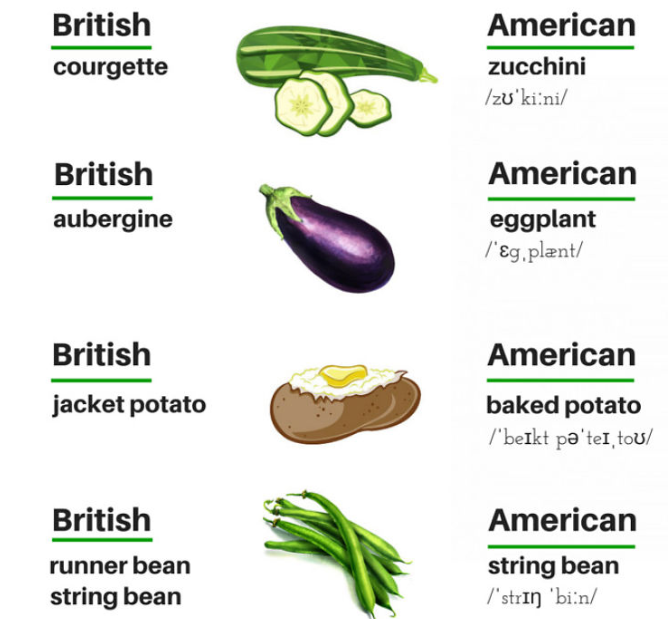 British
American
courgette
zucchini
/zʊˈkiːni/
British
American
aubergine
eggplant
/ˈɛgˌplænt/
British
American
jacket potato
baked potato
/ˈbeɪkt pəˈteɪˌtoʊ/
British
American
runner bean
string bean
string bean
/ˈstrɪŋ ˈbiːn/